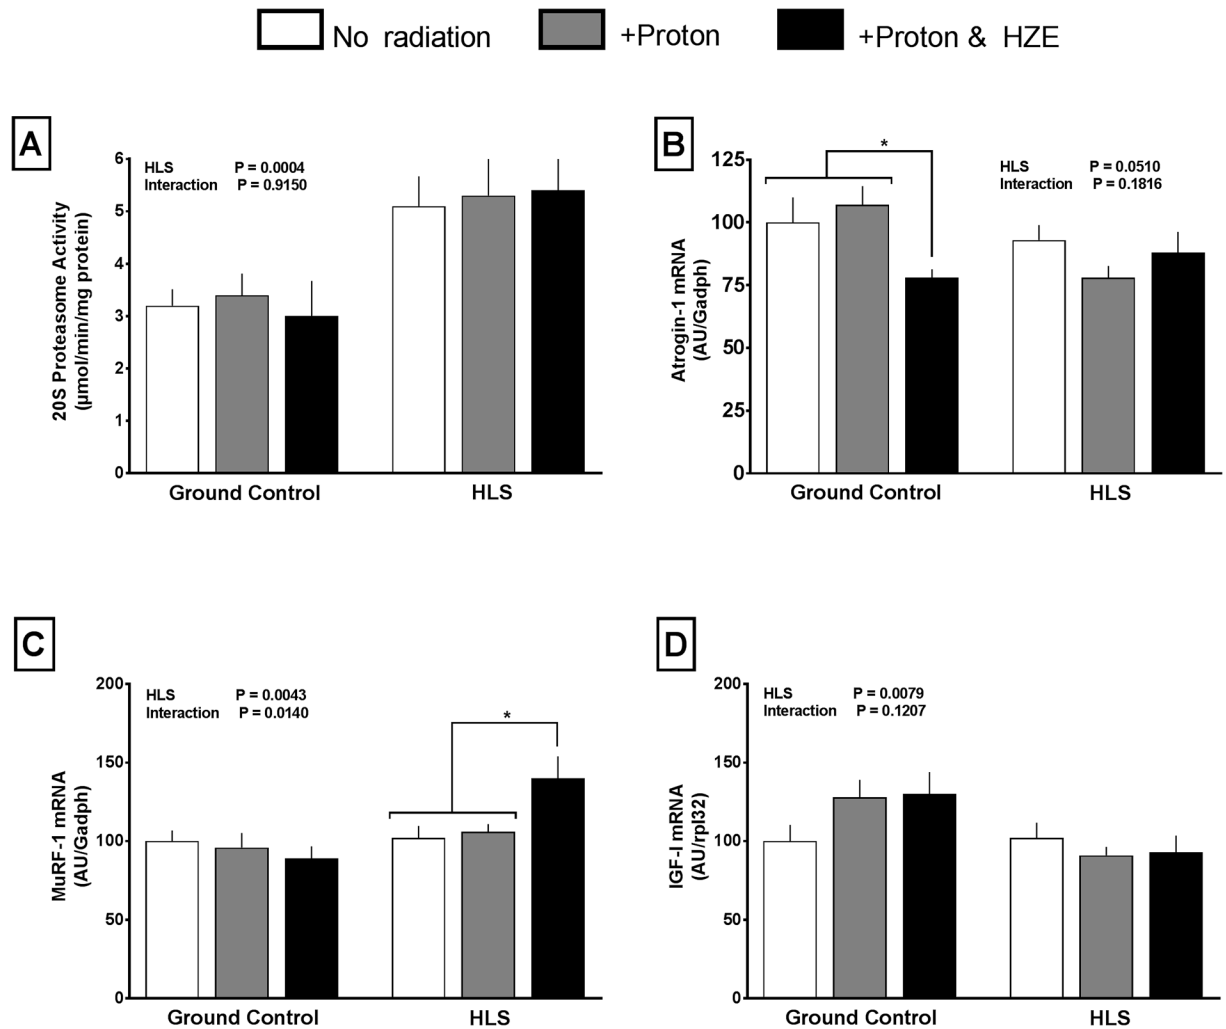 No radiation +Proton +Proton & HZE
A
20S Proteasome Activity
(µmol/min/mg protein)
6
5
4
3
2
1
0
HLS P = 0.0004
Interaction P = 0.9150
Ground Control HLS
B
Atrogin-1 mRNA
(AU/Gadph)
125
100
75
50
25
0
*
HLS P = 0.0510
Interaction P = 0.1816
Ground Control HLS
C
MuRF-1 mRNA
(AU/Gadph)
200
150
100
50
0
HLS P = 0.0043
Interaction P = 0.0140
*
Ground Control HLS
D
IGF-I mRNA
(AU/rpl32)
200
150
100
50
0
HLS P = 0.0079
Interaction P = 0.1207
Ground Control HLS